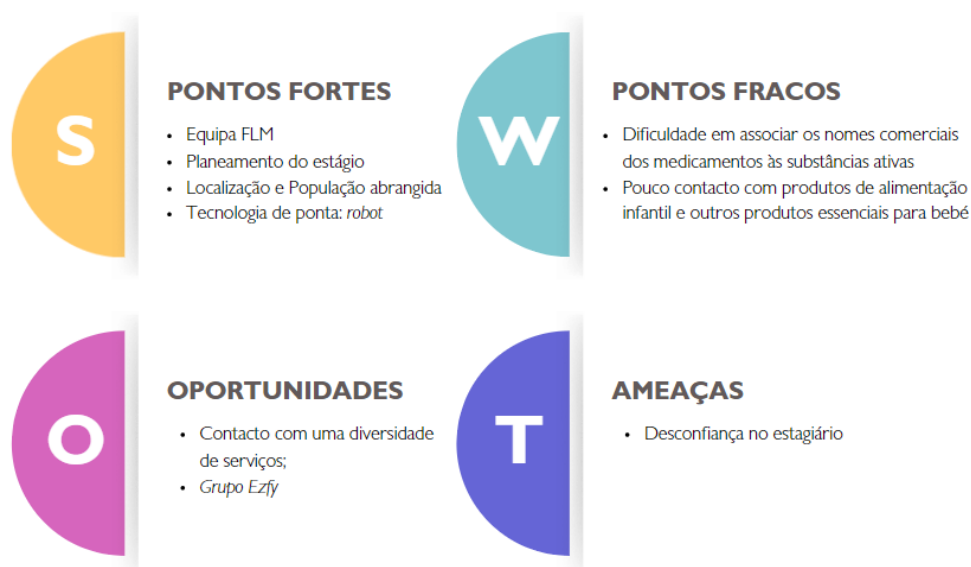 S
PONTOS FORTES
• Equipa FLM
• Planeamento do estágio
• Localização e População abrangida
• Tecnologia de ponta: robot
W
PONTOS FRACOS
• Dificuldade em associar os nomes comerciais
dos medicamentos às substâncias ativas
• Pouco contacto com produtos de alimentação
infantil e outros produtos essenciais para bebé
O
OPORTUNIDADES
• Contacto com uma diversidade
de serviços;
• Grupo Ezfy
T
AMEAÇAS
• Desconfiança no estagiário